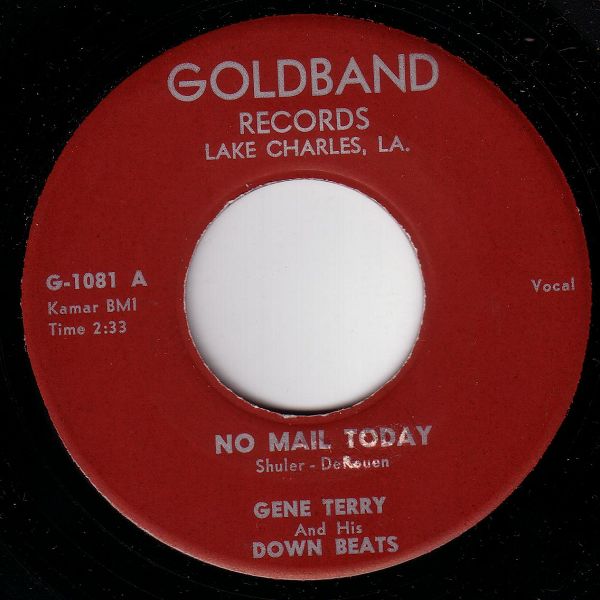 GOLDBAND
RECORDS
LAKE CHARLES, LA.
G-1081 A
Kamar BMI
Time 2:33
Vocal
NO MAIL TODAY
Shuler - DeRouen
GENE TERRY
And His
DOWN BEATS